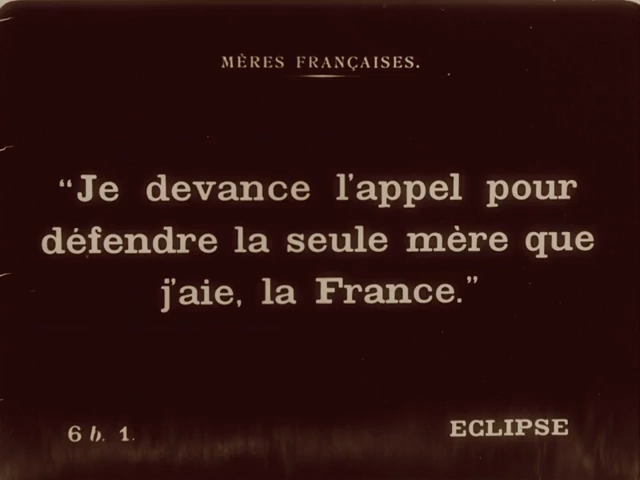 MÈRES FRANÇAISES.
“Je devance l'appel pour
défendre la seule mère que
j'aie, la France.”
6 b. 1.
ECLIPSE